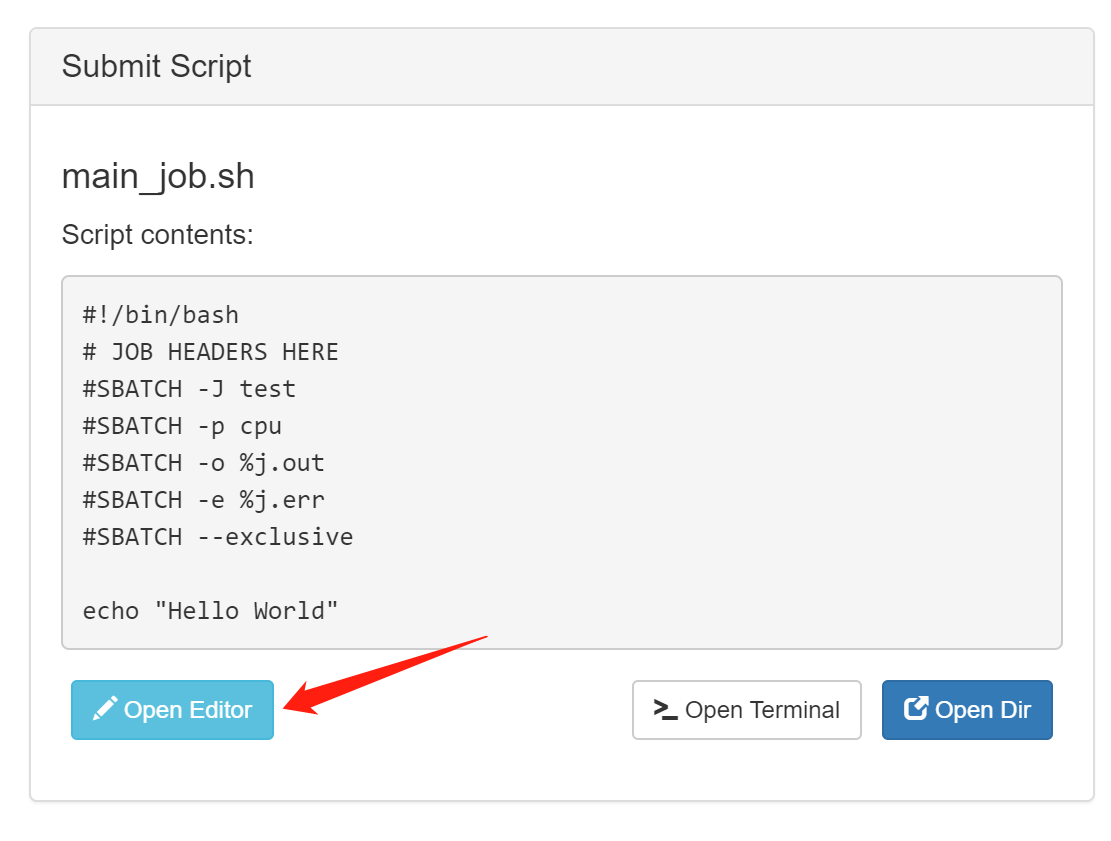 Submit Script
main_job.sh
Script contents:
#!/bin/bash
# JOB HEADERS HERE
#SBATCH -J test
#SBATCH -p cpu
#SBATCH -o %j.out
#SBATCH -e %j.err
#SBATCH --exclusive
echo "Hello World"
Open Editor
>_ Open Terminal
Open Dir